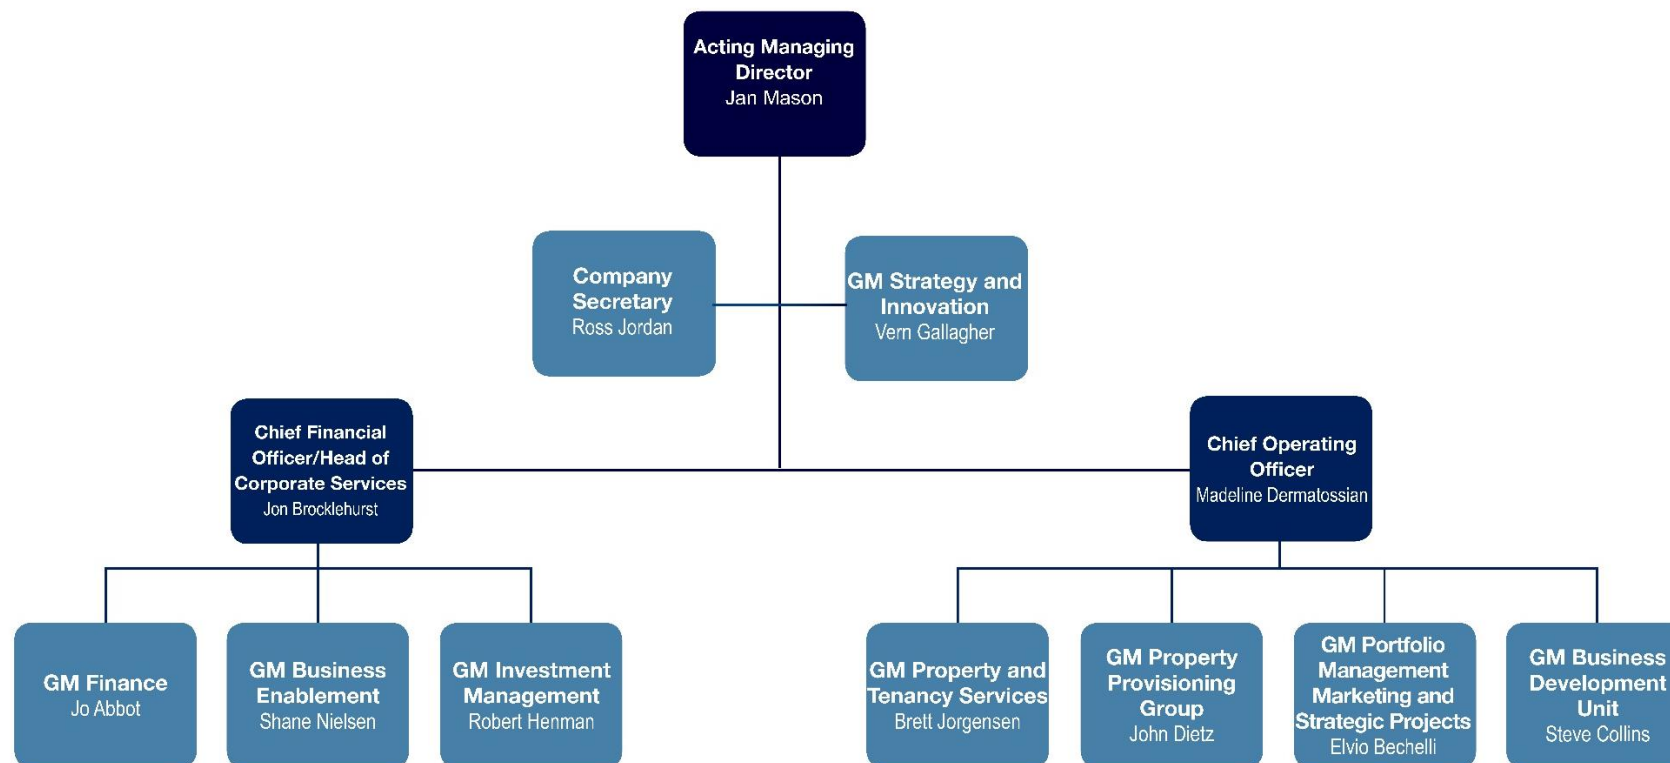 Acting Managing
Director
Jan Mason
Company
Secretary
Ross Jordan
GM Strategy and
Innovation
Vern Gallagher
Chief Financial
Officer/Head of
Corporate Services
Jon Brocklehurst
Chief Operating
Officer
Madeline Dermatossian
GM Finance
Jo Abbot
GM Business
Enablement
Shane Nielsen
GM Investment
Management
Robert Henman
GM Property and
Tenancy Services
Brett Jorgensen
GM Property
Provisioning
Group
John Dietz
GM Portfolio
Management
Marketing and
Strategic Projects
Elvio Bechelli
GM Business
Development
Unit
Steve Collins